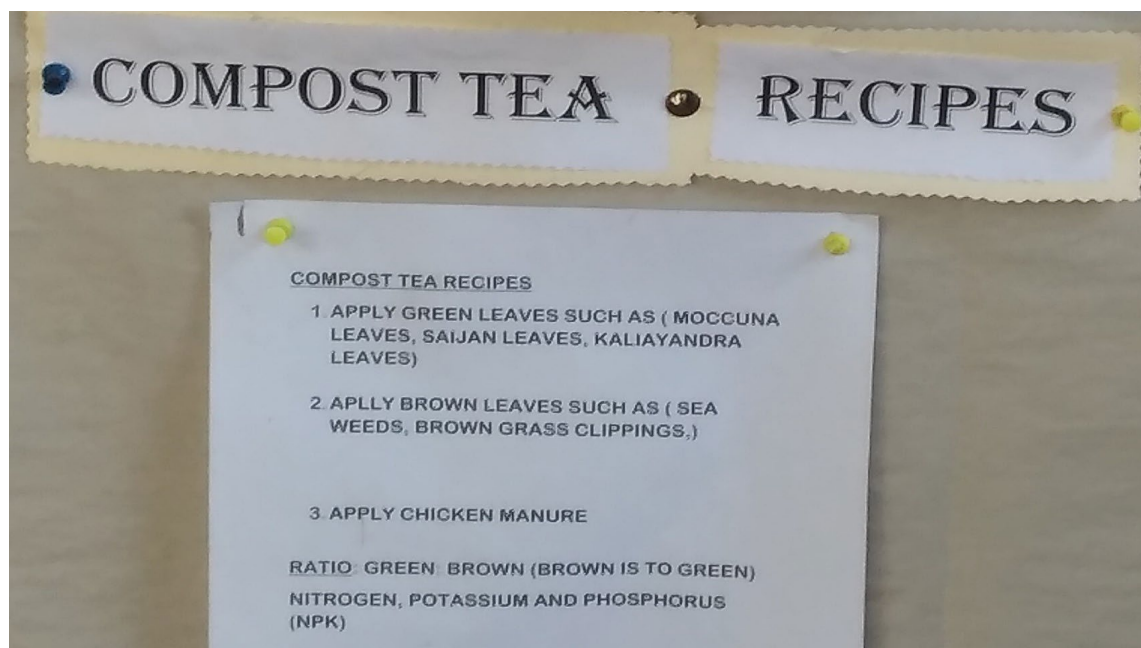 COMPOST TEA RECIPES
COMPOST TEA RECIPES
1. APPLY GREEN LEAVES SUCH AS ( MOCCUNA
LEAVES, SAIJAN LEAVES, KALIAYANDRA
LEAVES)
2. APLLY BROWN LEAVES SUCH AS ( SEA
WEEDS, BROWN GRASS CLIPPINGS,)
3. APPLY CHICKEN MANURE
RATIO: GREEN: BROWN (BROWN IS TO GREEN)
NITROGEN, POTASSIUM AND PHOSPHORUS
(NPK)